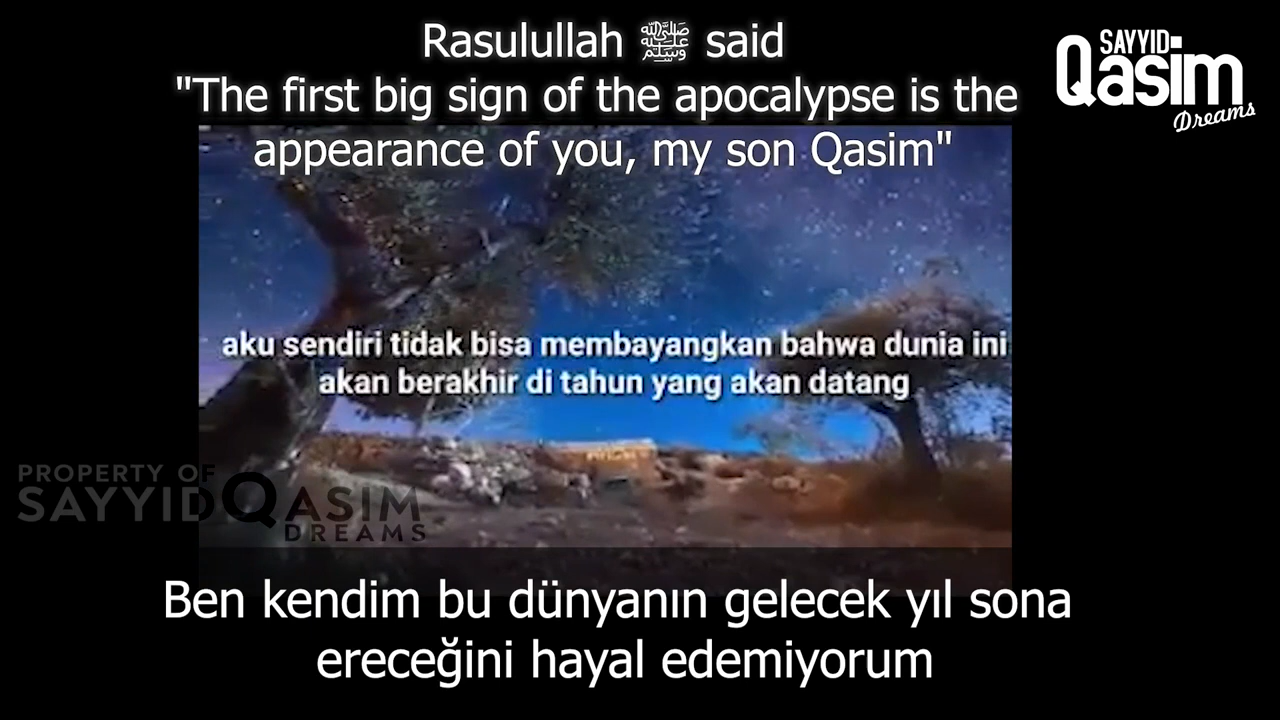 Rasulullah ﷺ said
"The first big sign of the apocalypse is the
appearance of you, my son Qasim"
SAYYID
Qasim
Dreams
aku sendiri tidak bisa membayangkan bahwa dunia ini
akan berakhir di tahun yang akan datang
PROPERTY OF
SAYYID QASIM
DREAMS
Ben kendim bu dünyanın gelecek yıl sona
ereceğini hayal edemiyorum